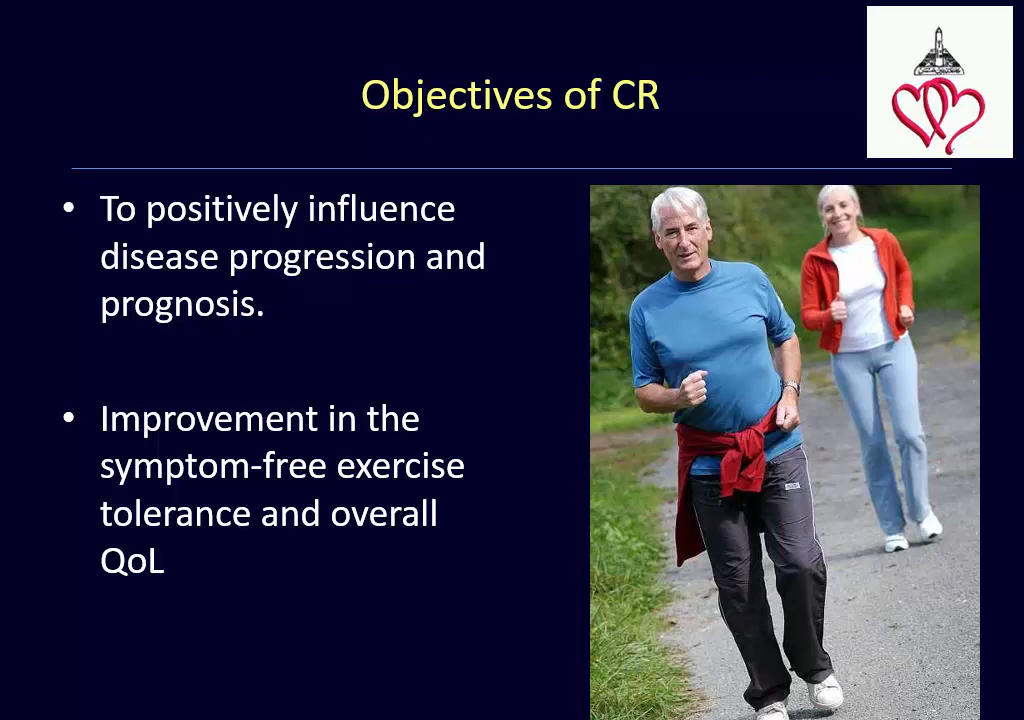 Objectives of CR
• To positively influence
disease progression and
prognosis.
• Improvement in the
symptom-free exercise
tolerance and overall
QoL